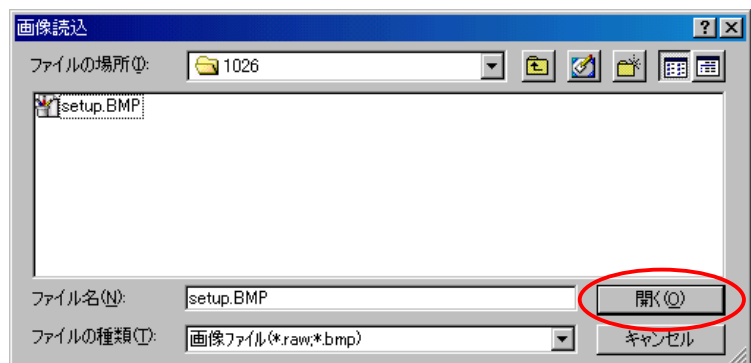 画像読込
ファイルの場所(I): 1026
setup.BMP
ファイル名(N): setup.BMP 開く(O)
ファイルの種類(T): 画像ファイル(*.raw;*.bmp) キャンセル